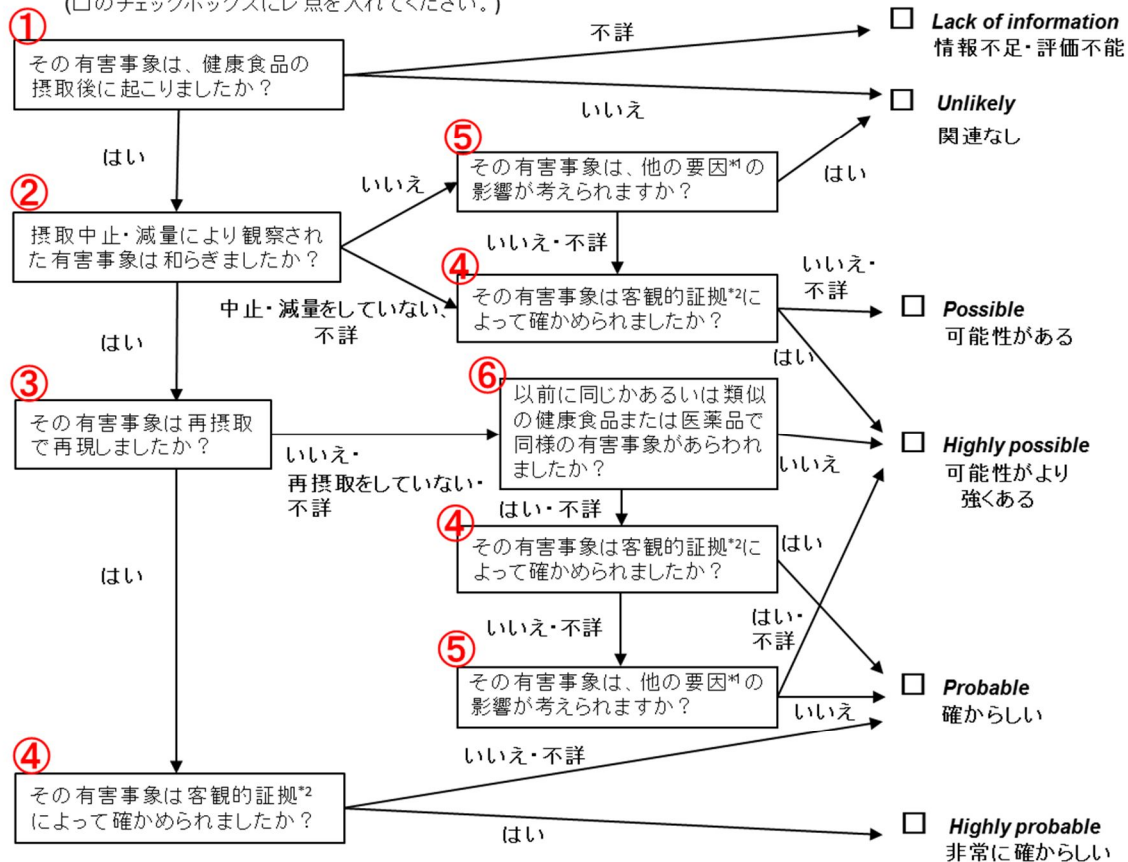 (□のチェックボックスにレ点を入れてください。)
①
その有害事象は、健康食品の
摂取後に起こりましたか？
不詳
□ Lack of information
情報不足・評価不能
いいえ
□ Unlikely
関連なし
はい
⑤
その有害事象は、他の要因*1の
影響が考えられますか？
はい
②
摂取中止・減量により観察され
た有害事象は和らぎましたか？
いいえ
いいえ・不詳
中止・減量をしていない、
不詳
④
その有害事象は客観的証拠*2に
よって確かめられましたか？
いいえ・
不詳
□ Possible
可能性がある
はい
はい
③
その有害事象は再摂取
で再現しましたか？
いいえ・
再摂取をしていない・
不詳
⑥
以前に同じかあるいは類似
の健康食品または医薬品で
同様の有害事象があらわれ
ましたか？
いいえ
□ Highly possible
可能性がより
強くある
はい・不詳
④
その有害事象は客観的証拠*2に
よって確かめられましたか？
はい
はい
いいえ・不詳
はい・
不詳
⑤
その有害事象は、他の要因*1の
影響が考えられますか？
いいえ
□ Probable
確からしい
④
その有害事象は客観的証拠*2
によって確かめられましたか？
いいえ・不詳
はい
□ Highly probable
非常に確からしい